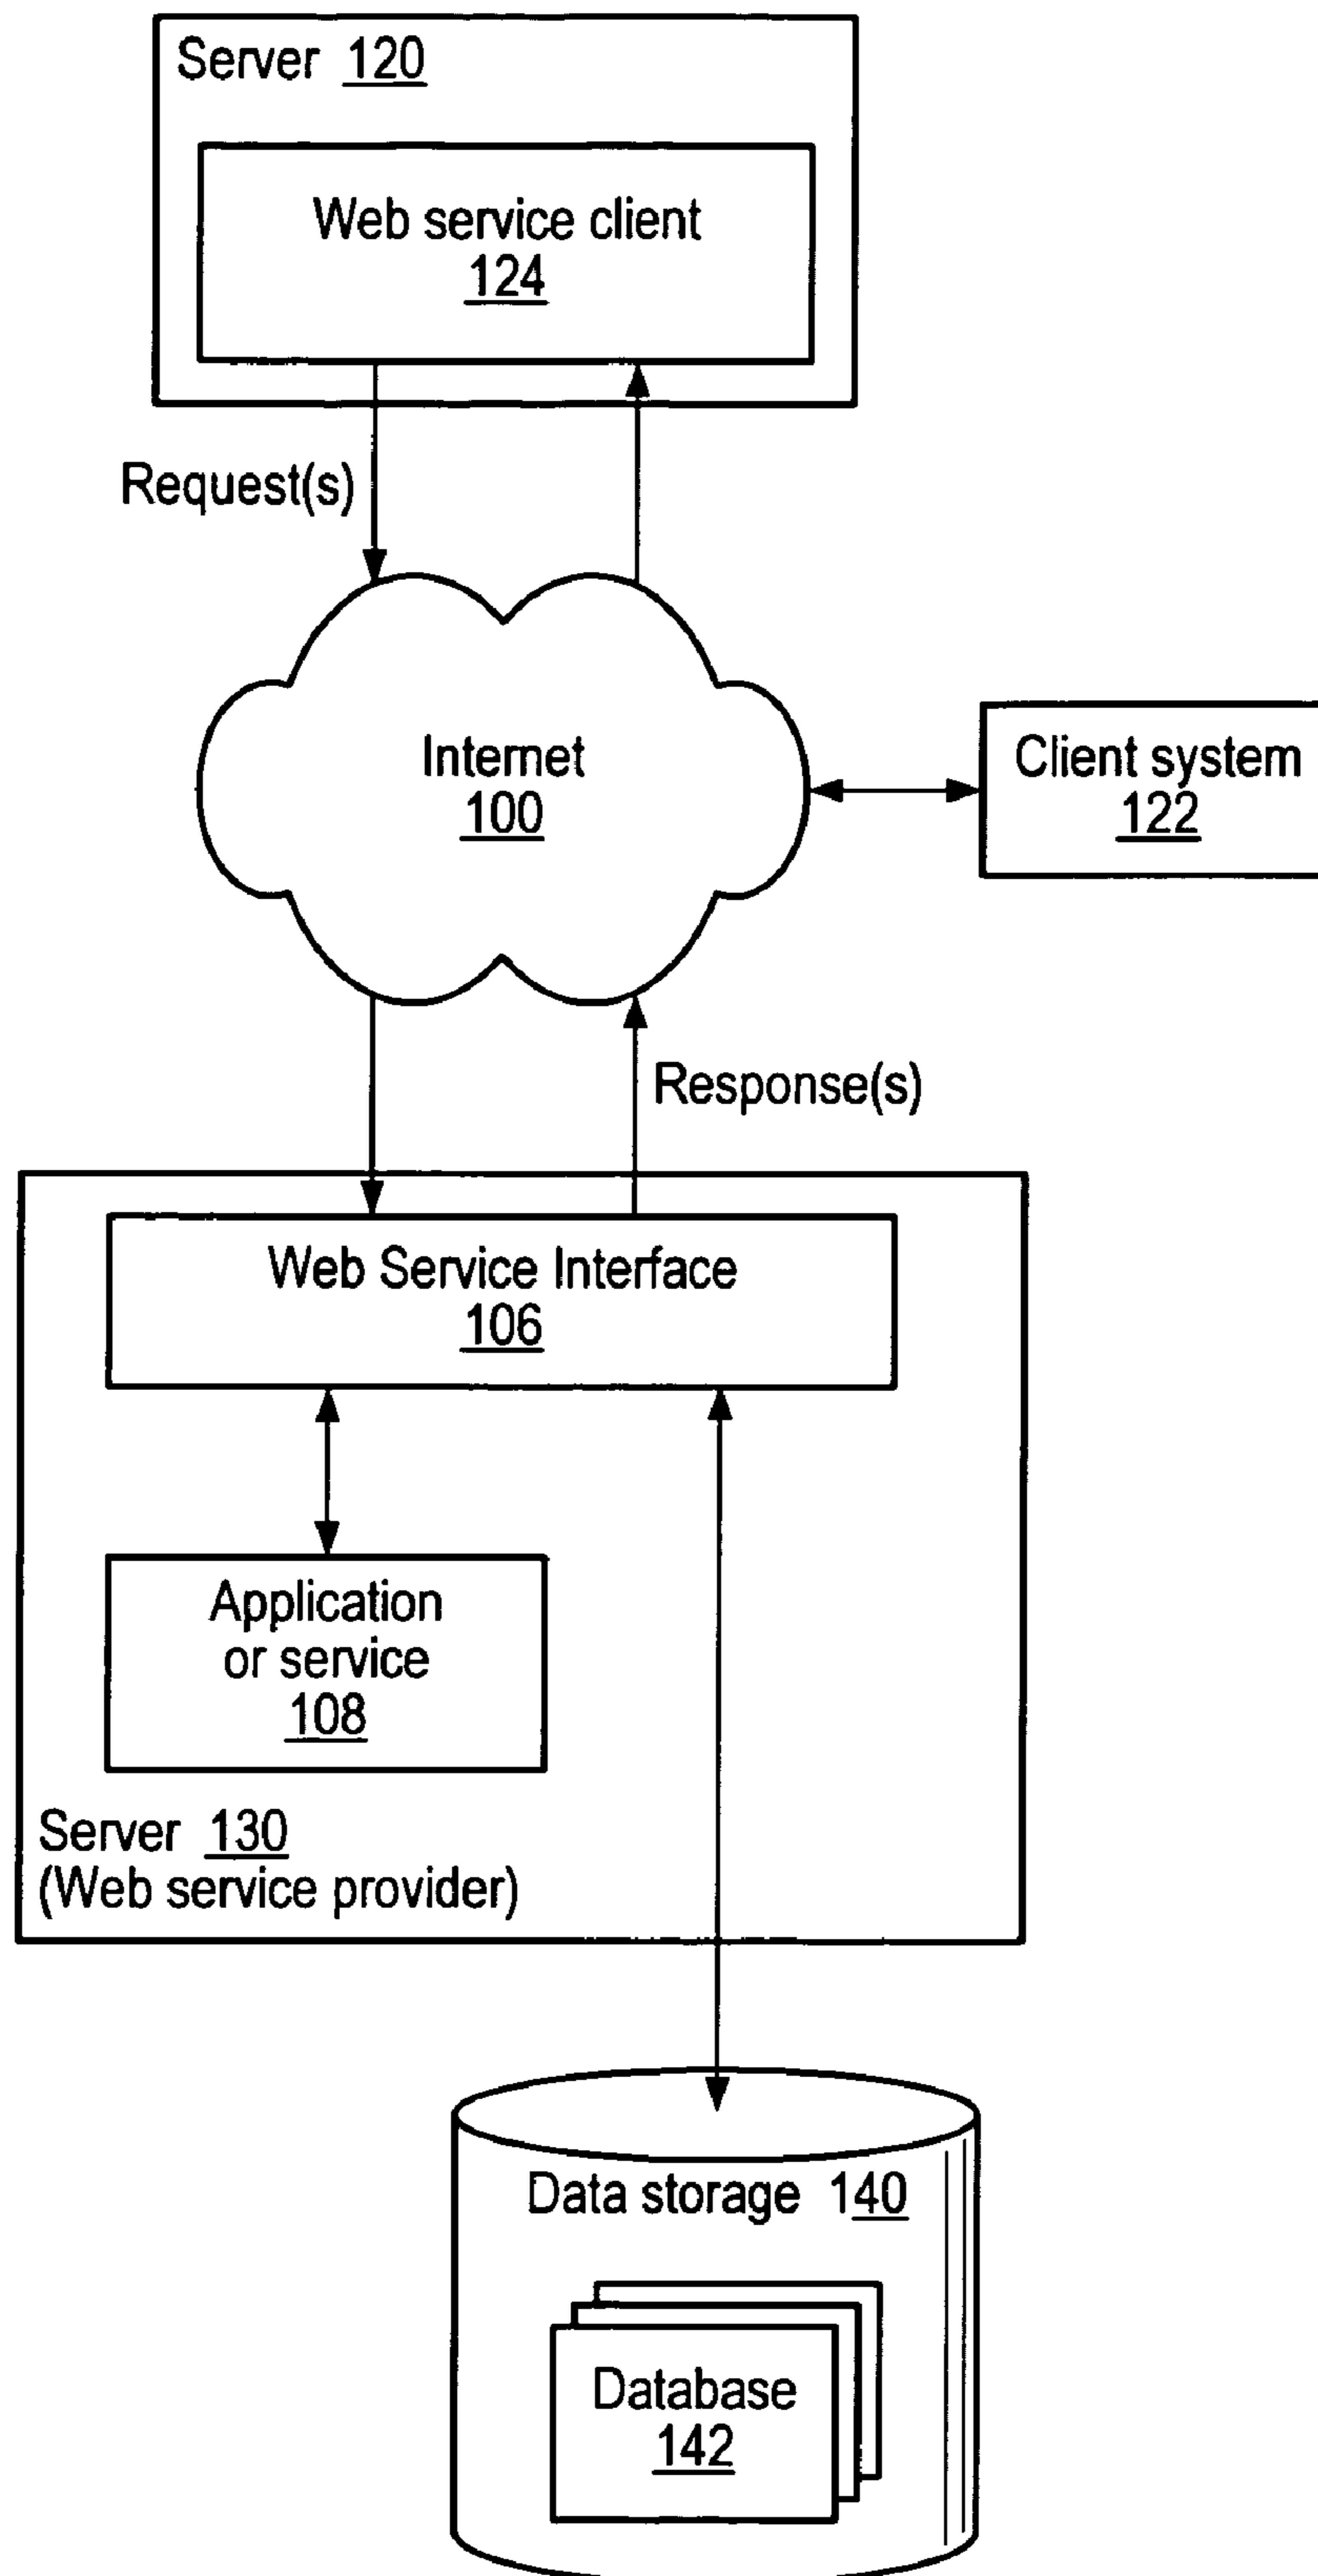 Server 120
Web service client
124
Request(s)
Internet
100
Client system
122
Response(s)
Web Service Interface
106
Application
or service
108
Server 130
(Web service provider)
Data storage 140
Database
142